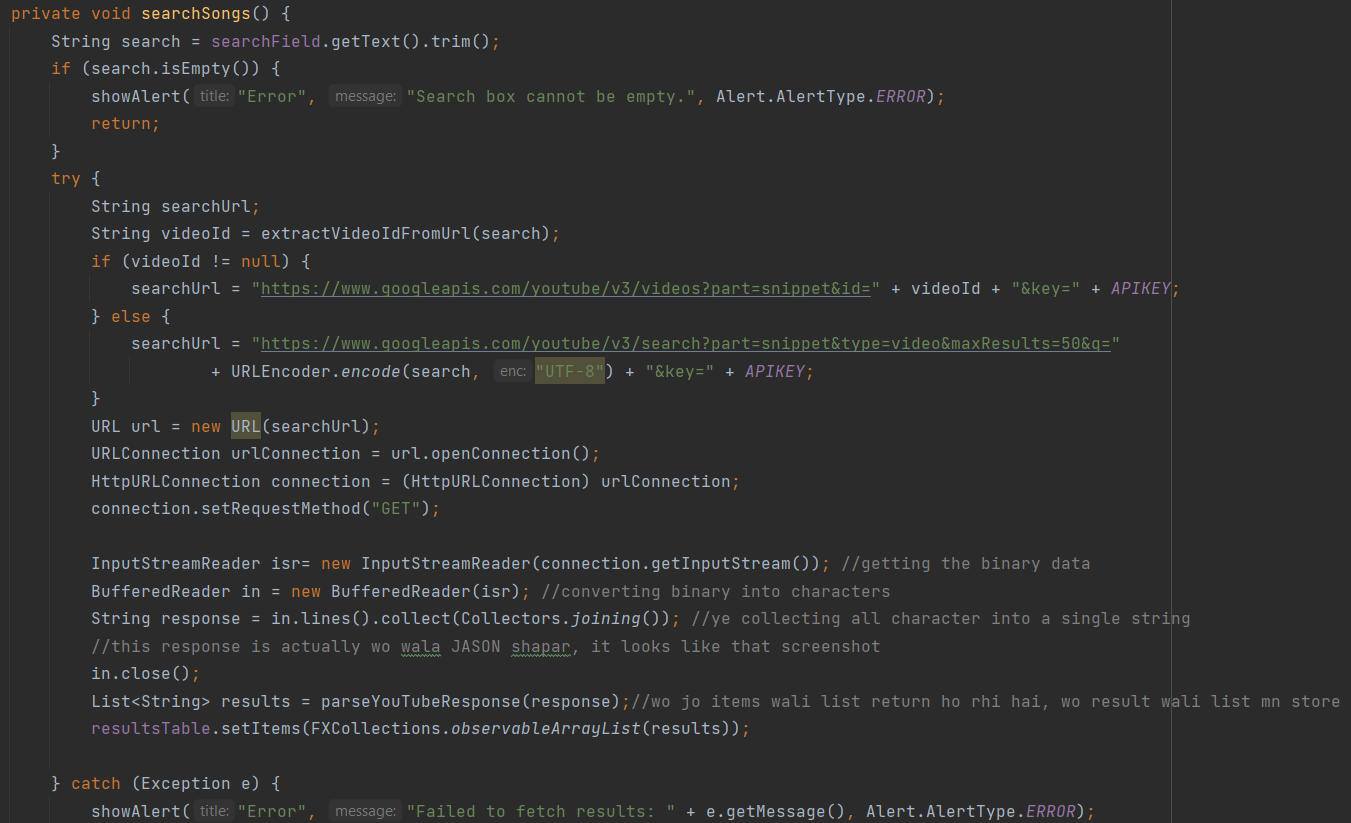 private void searchSongs() {
String search = searchField.getText().trim();
if (search.isEmpty()) {
showAlert( title: "Error", message: "Search box cannot be empty.", Alert.AlertType.ERROR);
return;
}
try {
String searchUrl;
String videoId = extractVideoIdFromUrl(search);
if (videoId != null) {
searchUrl = "https://www.googleapis.com/youtube/v3/videos?part=snippet&id=" + videoId + "&key=" + APIKEY;
} else {
searchUrl = "https://www.googleapis.com/youtube/v3/search?part=snippet&type=video&maxResults=50&q="
+ URLEncoder.encode(search, enc: "UTF-8") + "&key=" + APIKEY;
}
URL url = new URL(searchUrl);
URLConnection urlConnection = url.openConnection();
HttpURLConnection connection = (HttpURLConnection) urlConnection;
connection.setRequestMethod("GET");
InputStreamReader isr= new InputStreamReader(connection.getInputStream()); //getting the binary data
BufferedReader in = new BufferedReader(isr); //converting binary into characters
String response = in.lines().collect(Collectors.joining()); //ye collecting all character into a single string
//this response is actually wo wala JASON shapar, it looks like that screenshot
in.close();
List<String> results = parseYouTubeResponse(response);//wo jo items wali list return ho rhi hai, wo result wali list mn store
resultsTable.setItems(FXCollections.observableArrayList(results));
} catch (Exception e) {
showAlert( title: "Error", message: "Failed to fetch results: " + e.getMessage(), Alert.AlertType.ERROR);